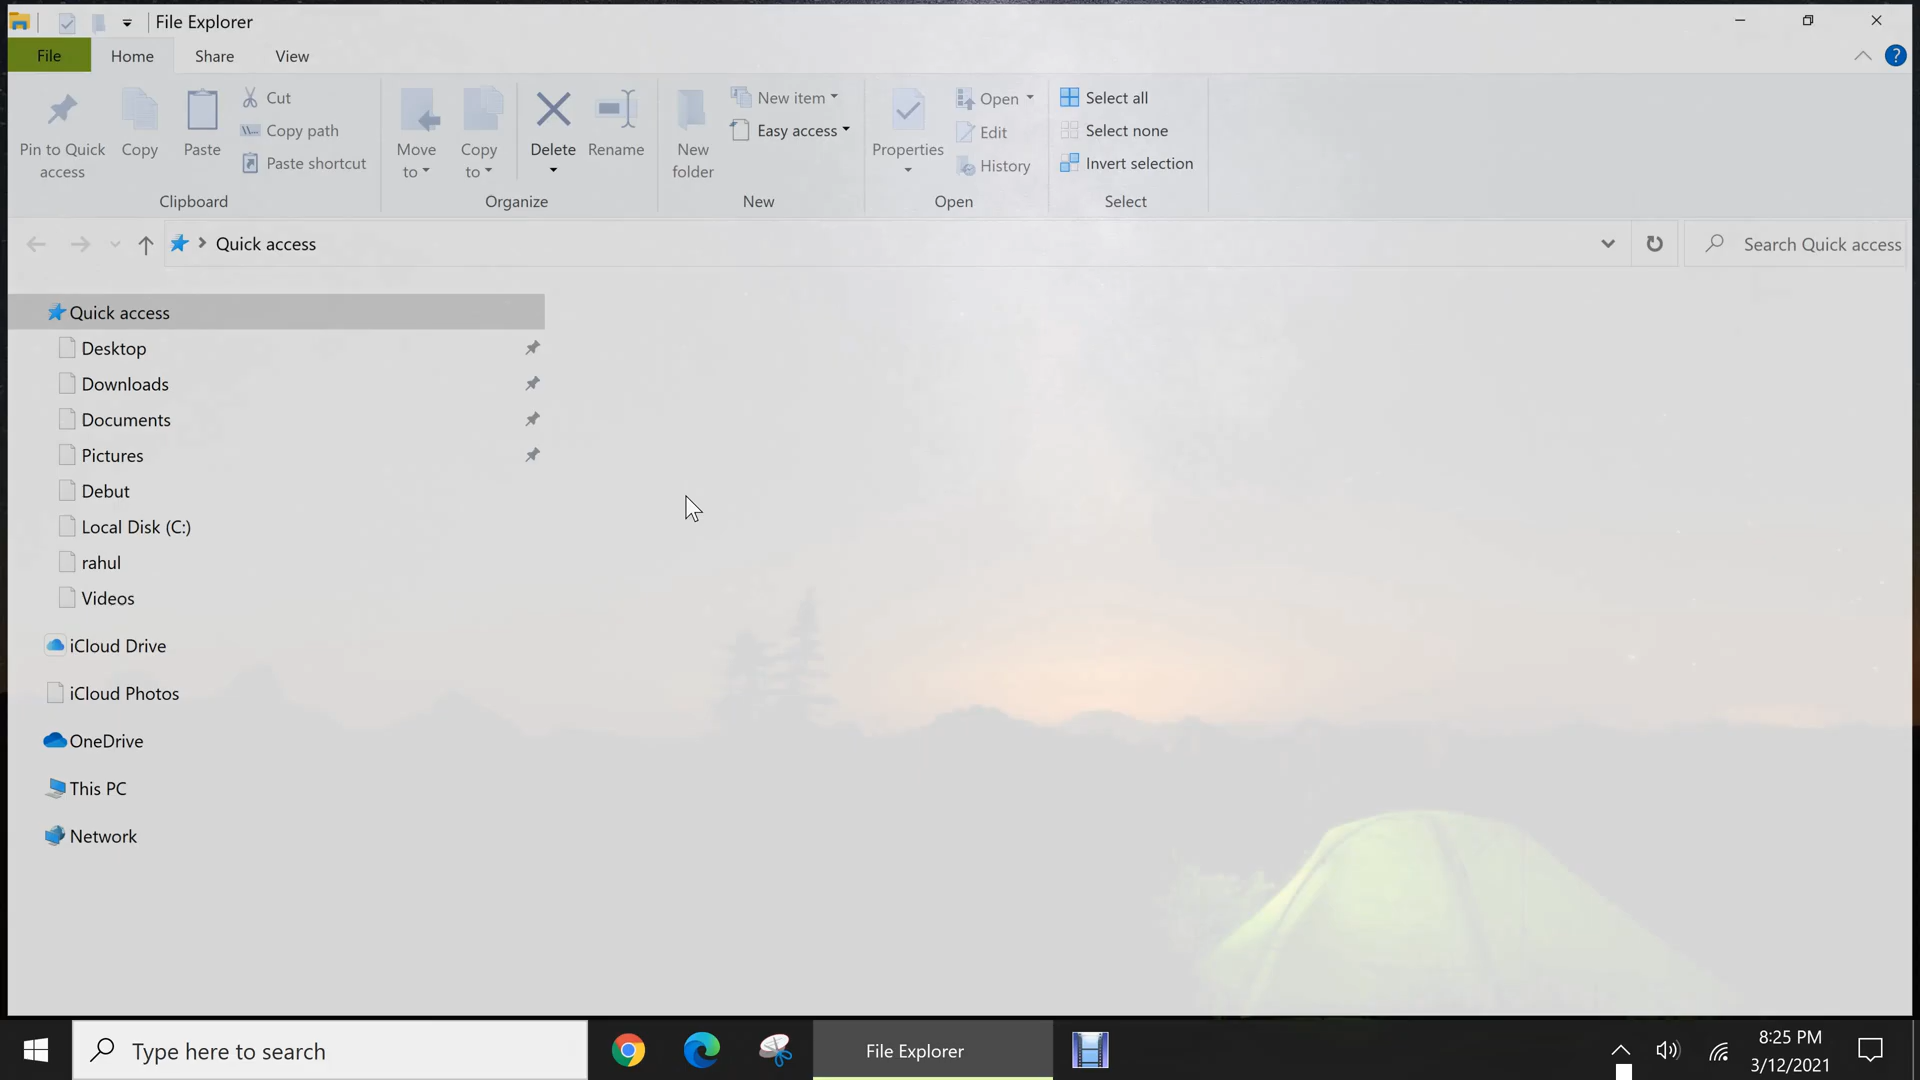 File Explorer
File
Home
Share
View
Pin to Quick
access
Copy
Paste
Cut
Copy path
Paste shortcut
Clipboard
Move
to
Copy
to
Delete
Rename
Organize
New
folder
New item
Easy access
New
Properties
Open
Edit
History
Open
Select all
Select none
Invert selection
Select
Quick access
Search Quick access
Quick access
Desktop
Downloads
Documents
Pictures
Debut
Local Disk (C:)
rahul
Videos
iCloud Drive
iCloud Photos
OneDrive
This PC
Network
Type here to search
File Explorer
8:25 PM
3/12/2021